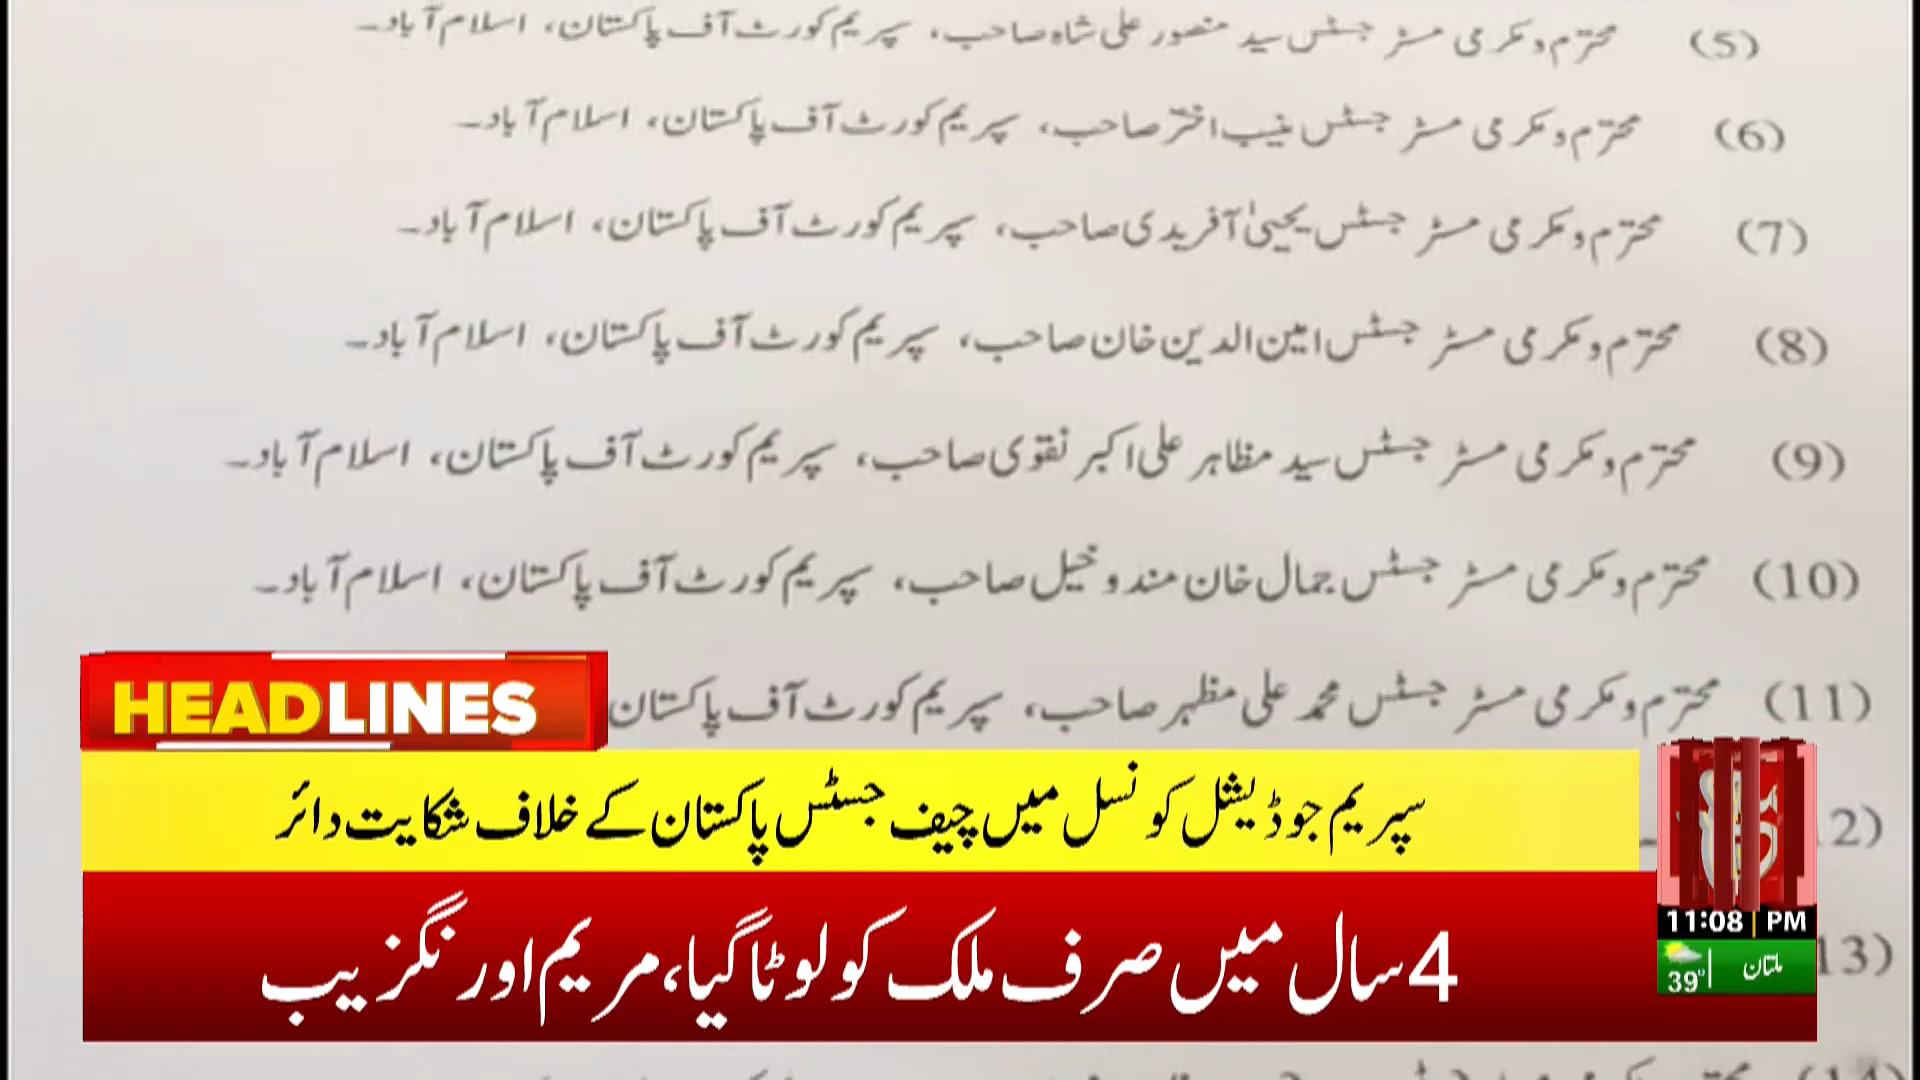 (5) محترم و مکرمی مسٹر جسٹس سید منصور علی شاہ صاحب، سپریم کورٹ آف پاکستان، اسلام آباد۔
(6) محترم و مکرمی مسٹر جسٹس منیب اختر صاحب، سپریم کورٹ آف پاکستان، اسلام آباد۔
(7) محترم و مکرمی مسٹر جسٹس یحییٰ آفریدی صاحب، سپریم کورٹ آف پاکستان، اسلام آباد۔
(8) محترم و مکرمی مسٹر جسٹس امین الدین خان صاحب، سپریم کورٹ آف پاکستان، اسلام آباد۔
(9) محترم و مکرمی مسٹر جسٹس سید مظاہر علی اکبر نقوی صاحب، سپریم کورٹ آف پاکستان، اسلام آباد۔
(10) محترم و مکرمی مسٹر جسٹس جمال خان مندوخیل صاحب، سپریم کورٹ آف پاکستان، اسلام آباد۔
(11) محترم و مکرمی مسٹر جسٹس محمد علی مظہر صاحب، سپریم کورٹ آف پاکستان
HEADLINES
سپریم جوڈیشل کونسل میں چیف جسٹس پاکستان کے خلاف شکایت دائر
12)
4 سال میں صرف ملک کو لوٹا گیا، مریم اورنگزیب
11:08 PM
13)
39° ملتان